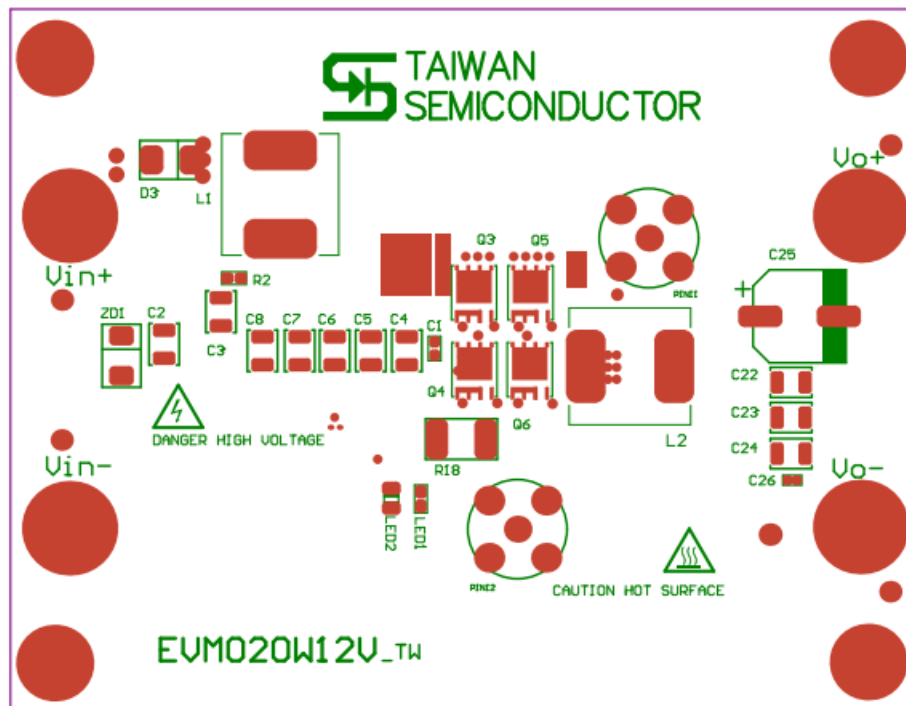 TAIWAN
SEMICONDUCTOR
Vo+
D3
L1
Q3 Q5
C25
Vin+
R2
PINE1
+
ZD1 C2
C3
C8 C7 C6 C5 C4 C1
C22
Q4
Q6
C23
DANGER HIGH VOLTAGE
L2
C24
Vin-
R18
Vo-
C26
LED2 LED1
PINE2
CAUTION HOT SURFACE
EVM020W12V_TW